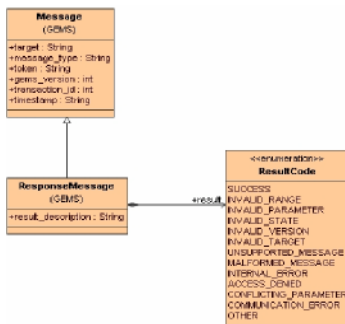 Message
(GEMS)
+target : String
+message_type : String
+token : String
+gems_version : int
+transaction_id : int
+timestamp : String
ResponseMessage
(GEMS)
+result_description : String
+result
<<enumeration>>
ResultCode
SUCCESS
INVALID_RANGE
INVALID_PARAMETER
INVALID_STATE
INVALID_VERSION
INVALID_TARGET
UNSUPPORTED_MESSAGE
MALFORMED_MESSAGE
INTERNAL_ERROR
ACCESS_DENIED
CONFLICTING_PARAMETER
COMMUNICATION_ERROR
OTHER